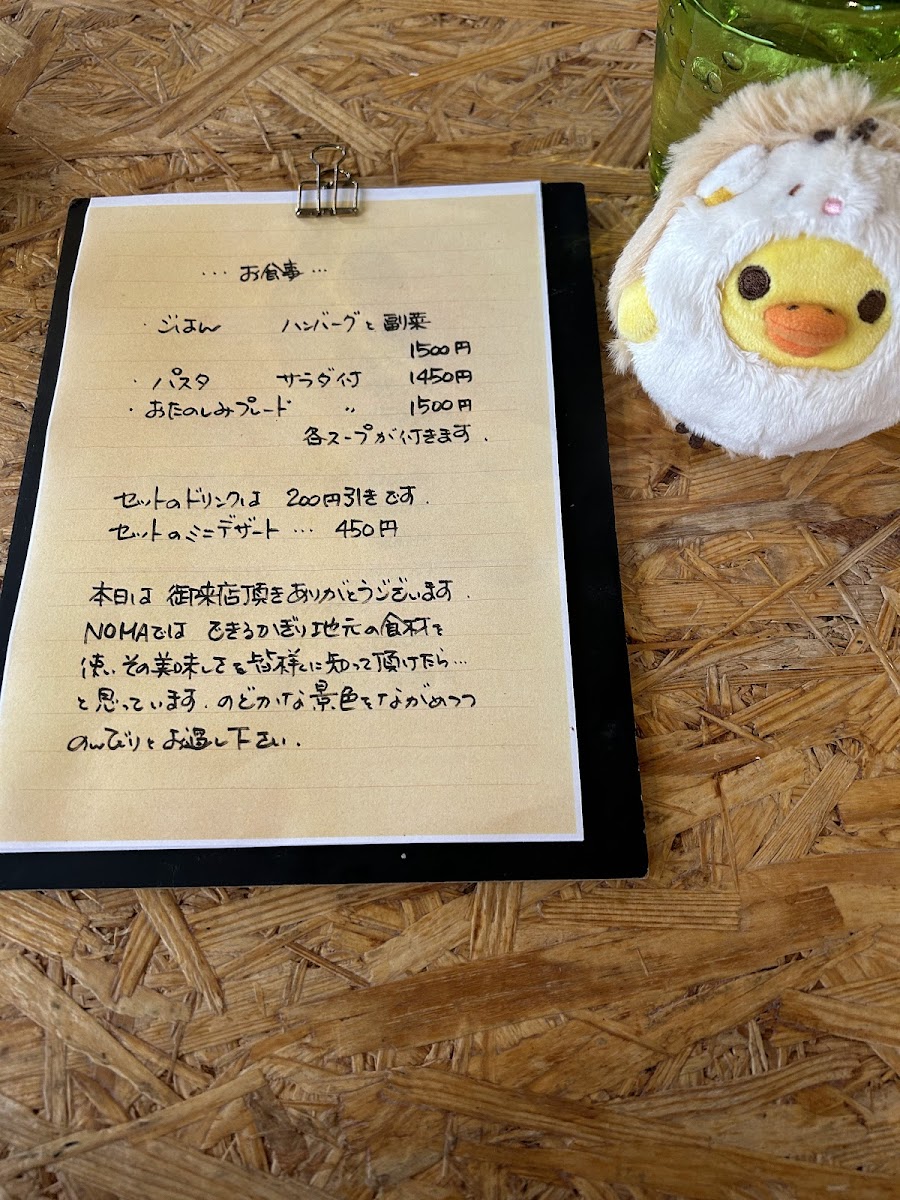 ・・・お食事・・・
・ごはん ハンバーグと副菜
1500円
・パスタ サラダ付 1450円
・おたのしみプレード 〃 1500円
各スープが付きます.
セットのドリンクは 200円引きです.
セットのミニデザート ・・・ 450円
本日は 御来店頂きありがとうございます.
NOMAでは できるかぎり地元の食材を
使い その美味しさを皆様に知って頂けたら・・・
と思っています. のどかな景色をながめつつ
のんびりとお過し下さい.